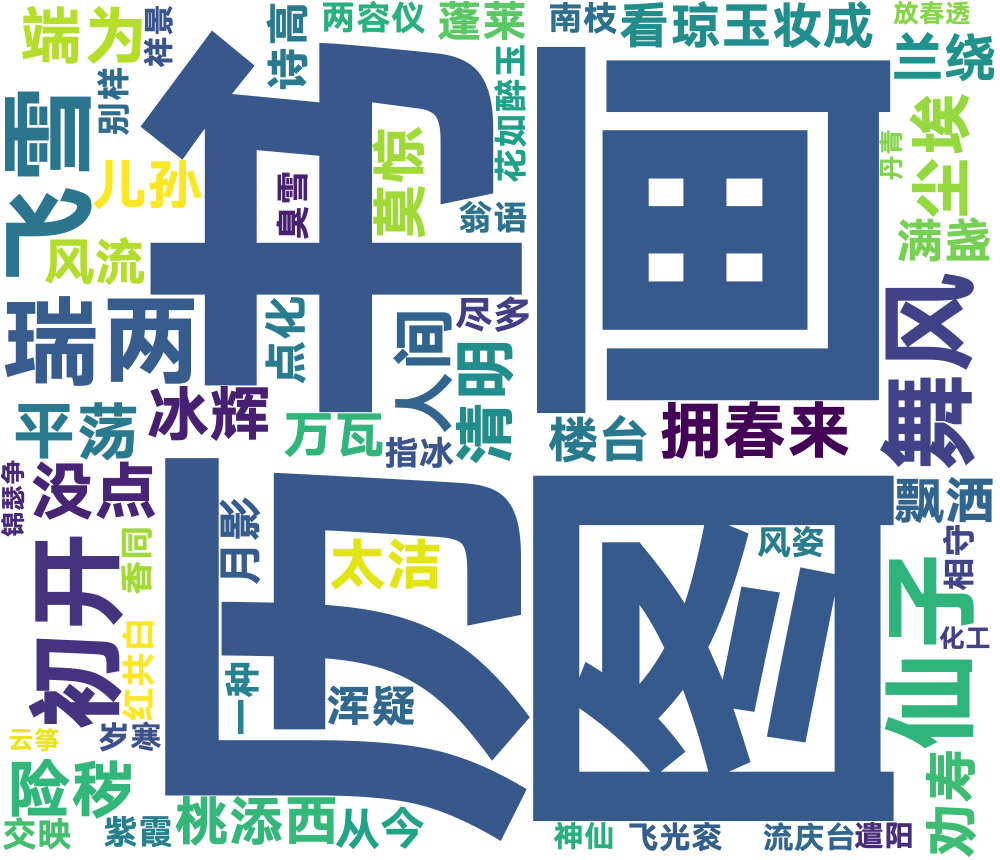 端为
祥景
诗高
两容仪
蓬莱
南枝
看琼玉妆成
放春透
兰绕
飞雪
别样
儿孙
臭雪
莫惊
花如醉玉
翁语
丹青
尘埃
满盏
风流
瑞两
点化
人间
尽多
清明
舞风
平荡
冰辉
万瓦
指冰
楼台
拥春来
历争
图画
锦瑟争
没点
月影
飘洒
相守
初开
香同
太洁
风姿
仙子
化工
红共白
一种
浑疑
云筝
岁寒
险秽
交映
紫霞
桃添西
从今
神仙
飞光衮
流庆台
遣阳
劝寿